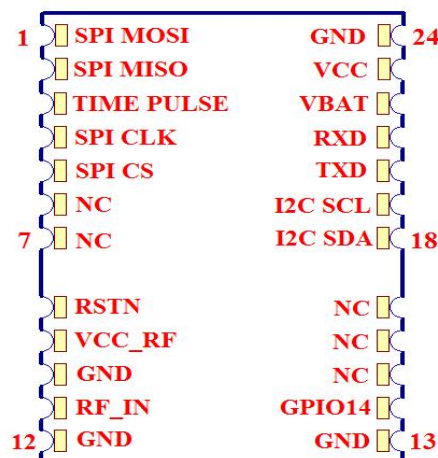 1 SPI MOSI GND 24
SPI MISO VCC
TIME PULSE VBAT
SPI CLK RXD
SPI CS TXD
NC I2C SCL
7 NC I2C SDA 18
RSTN NC
VCC_RF NC
GND NC
RF_IN GPIO14
12 GND GND 13